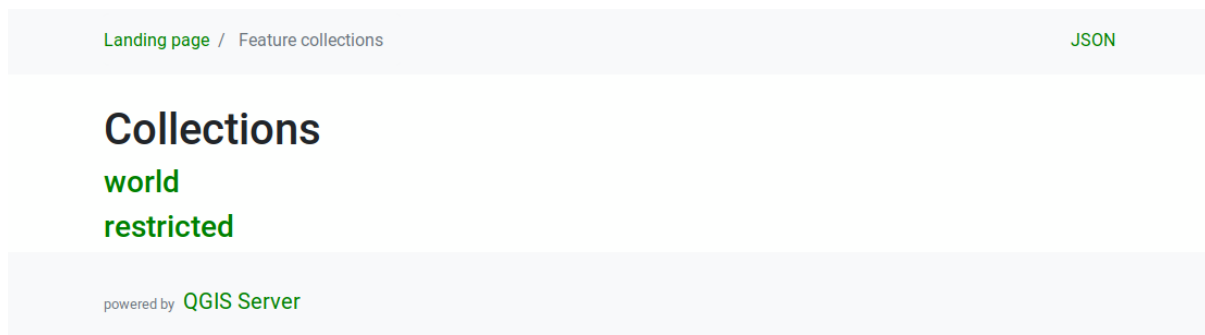 Landing page / Feature collections JSON
Collections
world
restricted
powered by QGIS Server